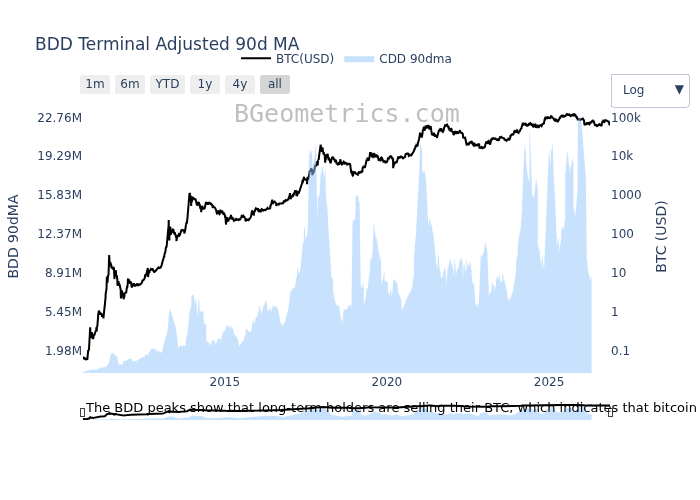 BDD Terminal Adjusted 90d MA
BTC(USD) CDD 90dma
1m 6m YTD 1y 4y all Log ▼
BGeometrics.com
22.76M 100k
19.29M 10k
15.83M 1000
12.37M 100
8.91M 10
5.45M 1
1.98M 0.1
BDD 90dMA
BTC (USD)
2015 2020 2025
The BDD peaks show that long-term holders are selling their BTC, which indicates that bitcoin